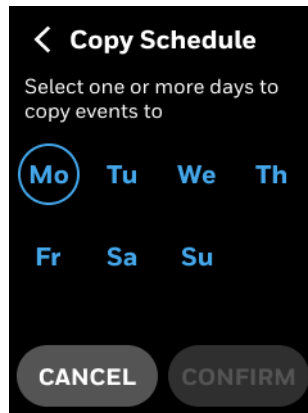 Copy Schedule
Select one or more days to
copy events to
Mo Tu We Th
Fr Sa Su
CANCEL CONFIRM